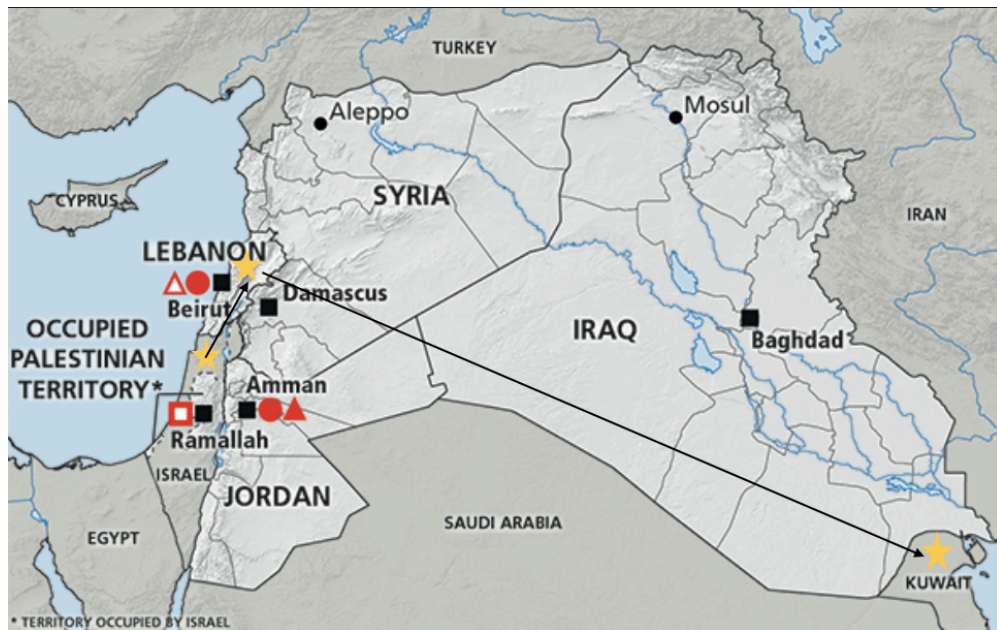 TURKEY
Aleppo
Mosul
CYPRUS
SYRIA
IRAN
LEBANON
Beirut
Damascus
OCCUPIED
PALESTINIAN
TERRITORY*
IRAQ
Baghdad
Amman
Ramallah
ISRAEL
JORDAN
EGYPT
SAUDI ARABIA
KUWAIT
* TERRITORY OCCUPIED BY ISRAEL